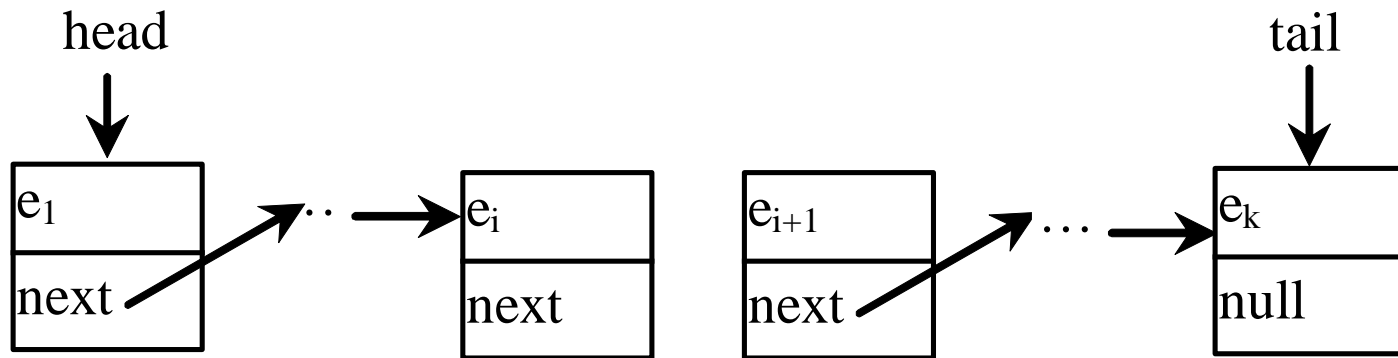 head
tail
e₁
eᵢ
eᵢ₊₁
eₖ
next
next
next
null
..
...